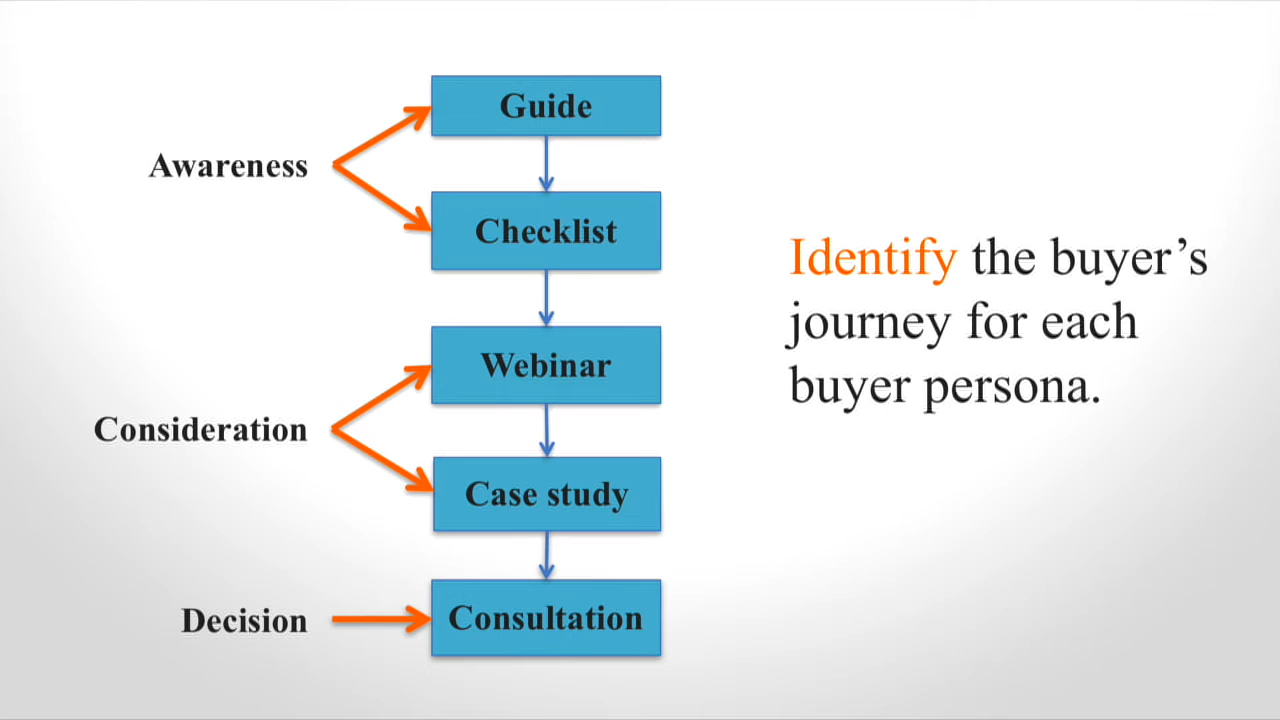 Guide
Awareness
Checklist
Identify the buyer’s
journey for each
buyer persona.
Webinar
Consideration
Case study
Decision
Consultation